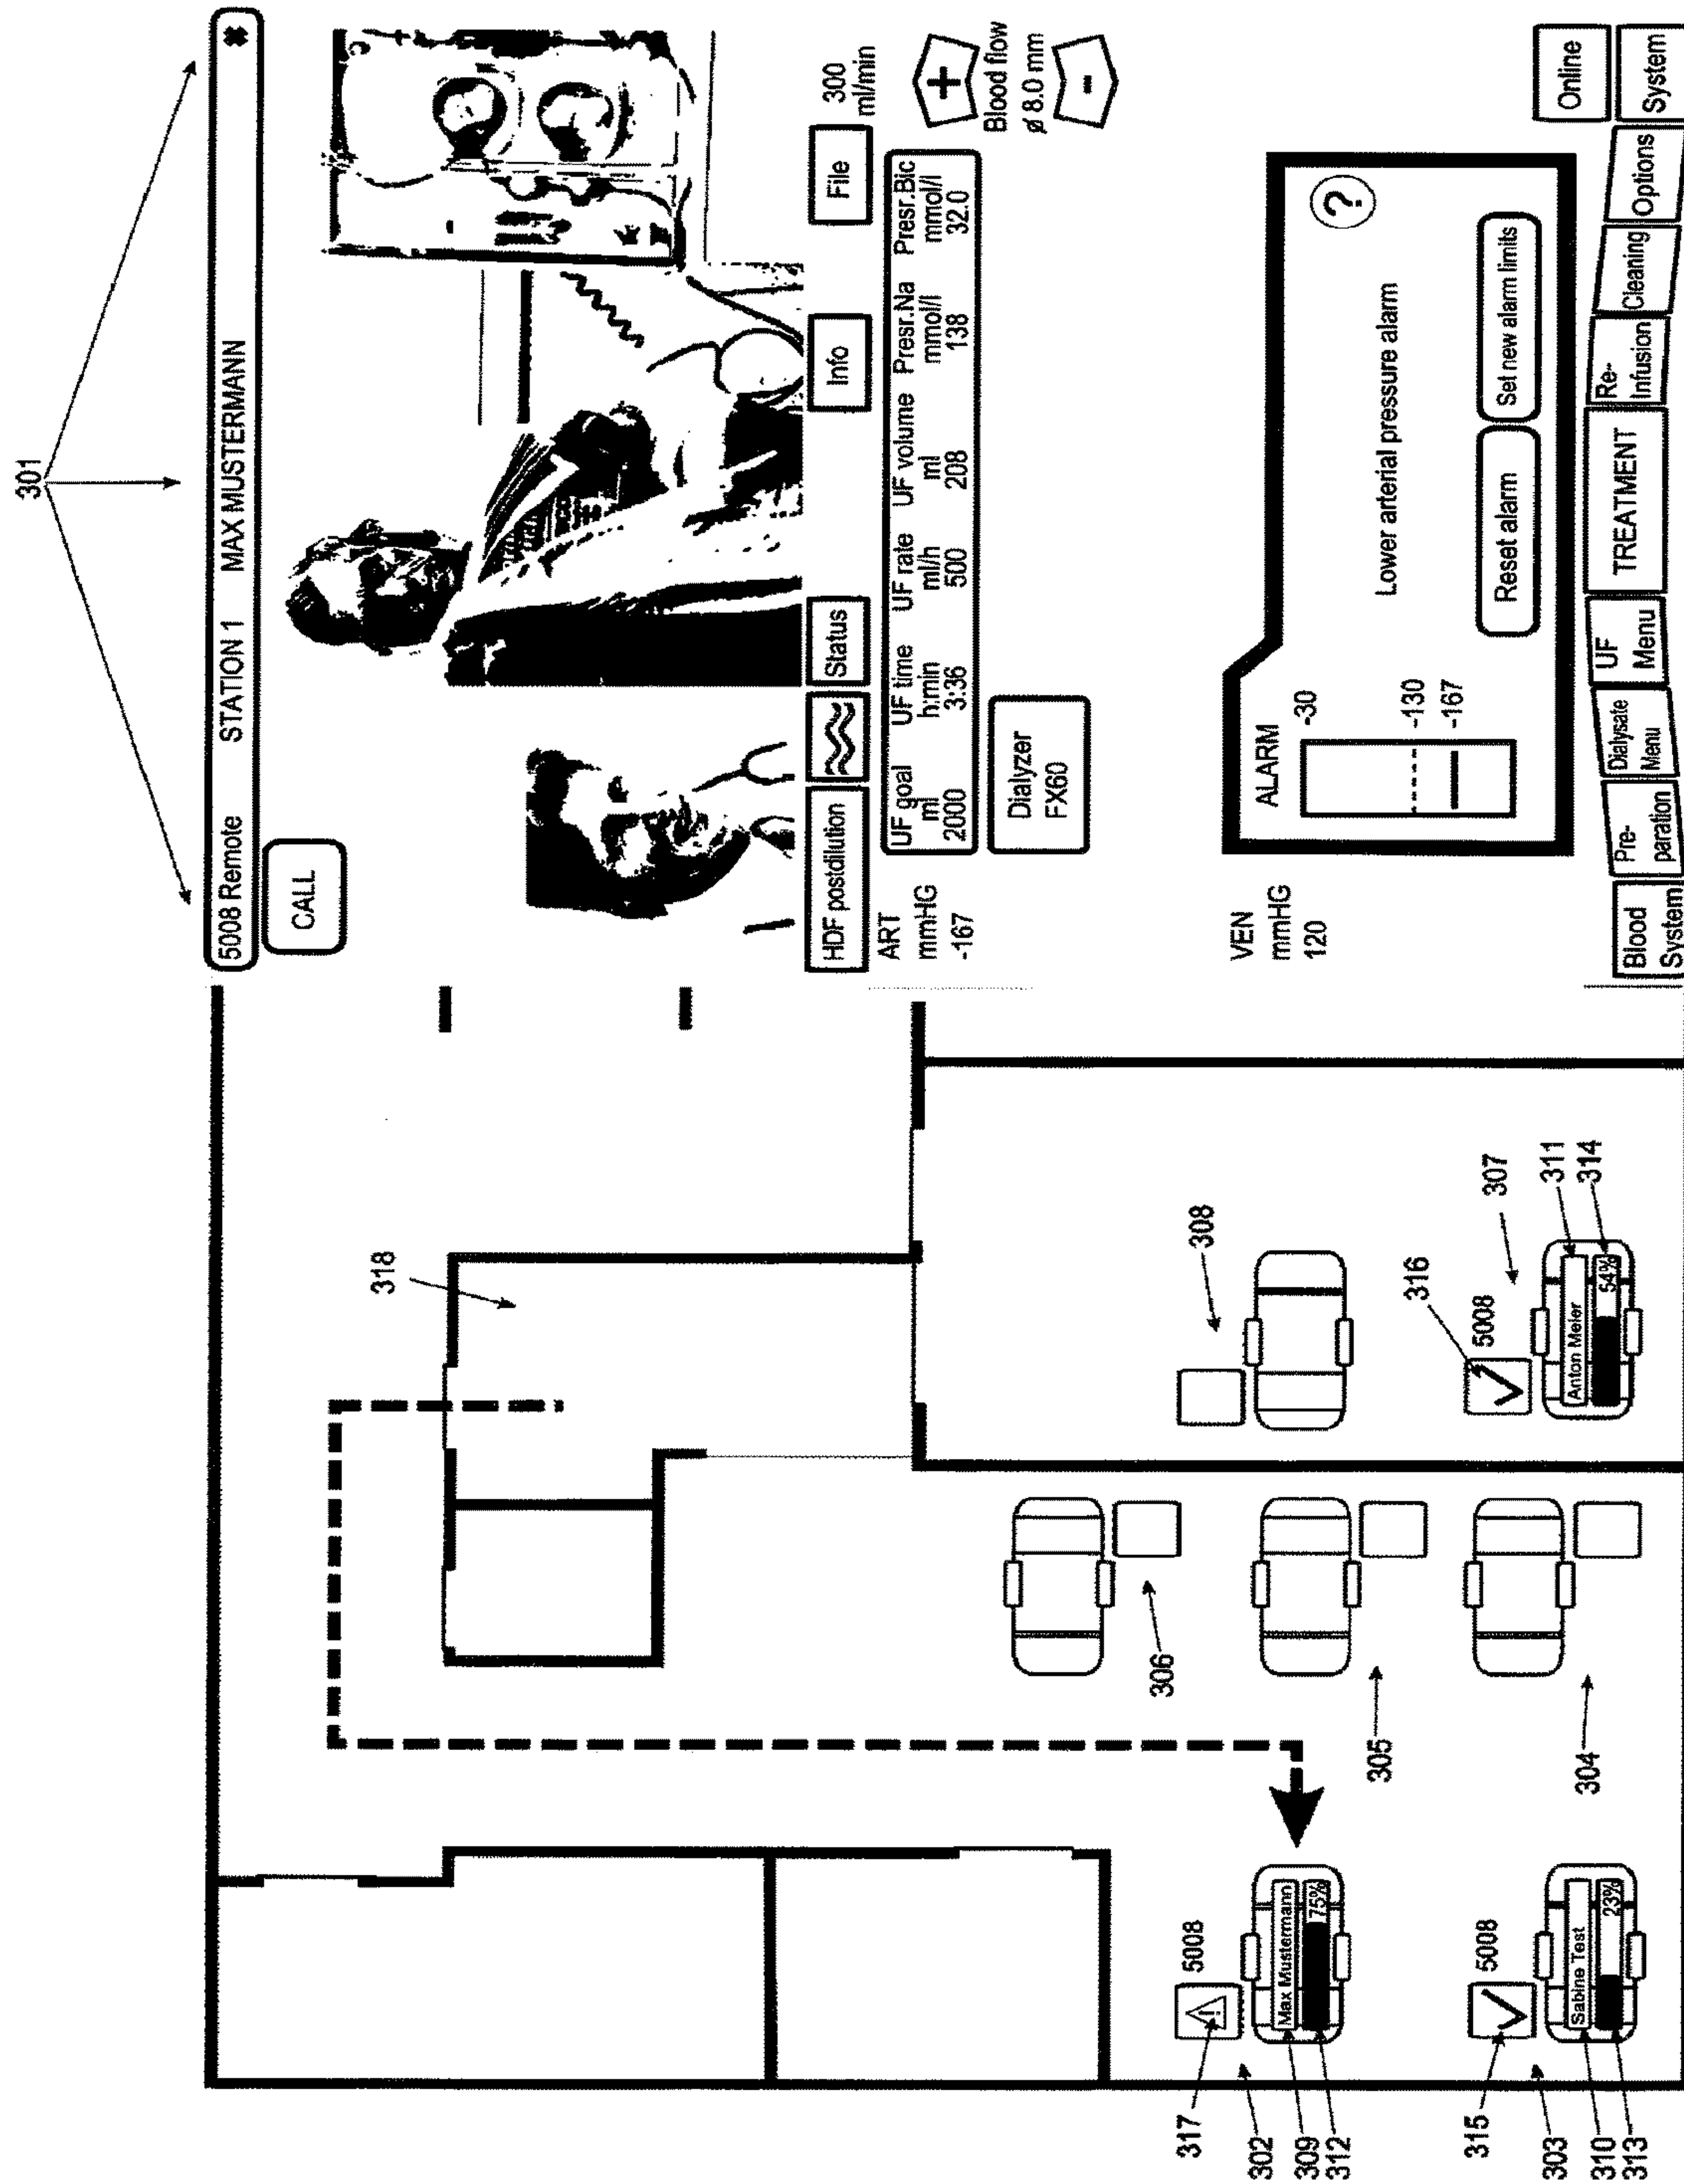 301
5008 Remote STATION 1 MAX MUSTERMANN ✖
CALL
HDF postdilution
Status
Info
File
300
ml/min
ART
mmHG
-167
UF goal UF time UF rate UF volume Presr.Na Presr.Bic
ml h:min ml/h ml mmol/l mmol/l
2000 3:36 500 208 138 32.0
+
Blood flow
ø 8.0 mm
-
Dialyzer
FX60
VEN
mmHG
120
ALARM
-30
-130
-167
Lower arterial pressure alarm
?
Reset alarm
Set new alarm limits
Online
Blood
System
Pre-
paration
Dialysate
Menu
UF
Menu
TREATMENT
Re-
Infusion
Cleaning
Options
System
318
317
302
309
312
5008
Max Mustermann
75%
315
303
310
313
5008
Sabine Test
23%
306
305
304
308
316
5008
307
311
314
Anton Meier
54%